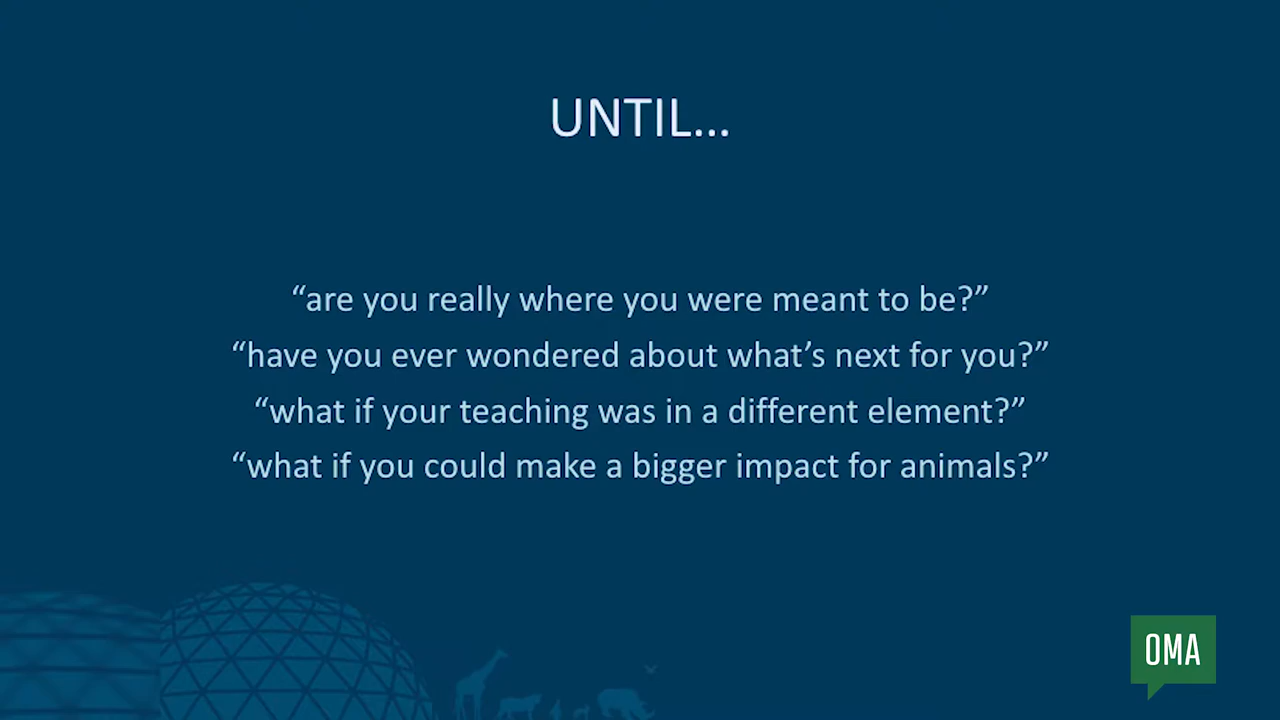 UNTIL...
“are you really where you were meant to be?”
“have you ever wondered about what’s next for you?”
“what if your teaching was in a different element?”
“what if you could make a bigger impact for animals?”
OMA